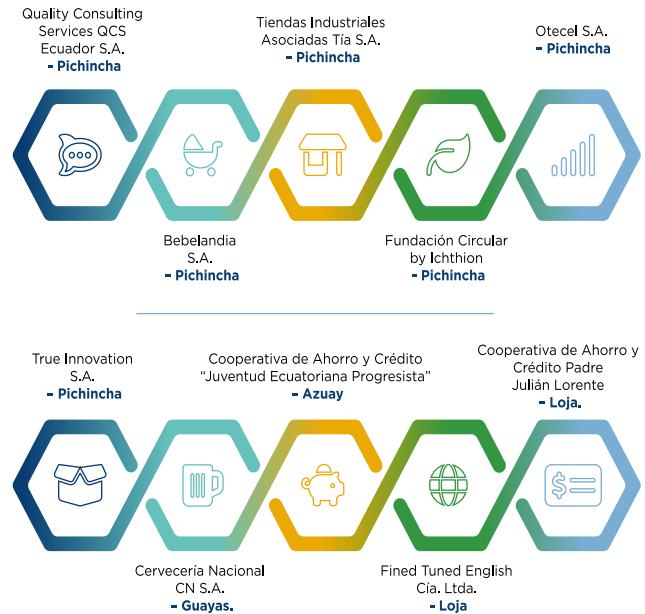 Quality Consulting
Services QCS
Ecuador S.A.
– Pichincha
Tiendas Industriales
Asociadas Tía S.A.
– Pichincha
Otecel S.A.
– Pichincha
Bebelandia
S.A.
– Pichincha
Fundación Circular
by Ichthion
– Pichincha
True Innovation
S.A.
– Pichincha
Cooperativa de Ahorro y Crédito
“Juventud Ecuatoriana Progresista”
– Azuay
Cooperativa de Ahorro y
Crédito Padre
Julián Lorente
– Loja.
$
Cervecería Nacional
CN S.A.
– Guayas.
Fined Tuned English
Cía. Ltda.
– Loja